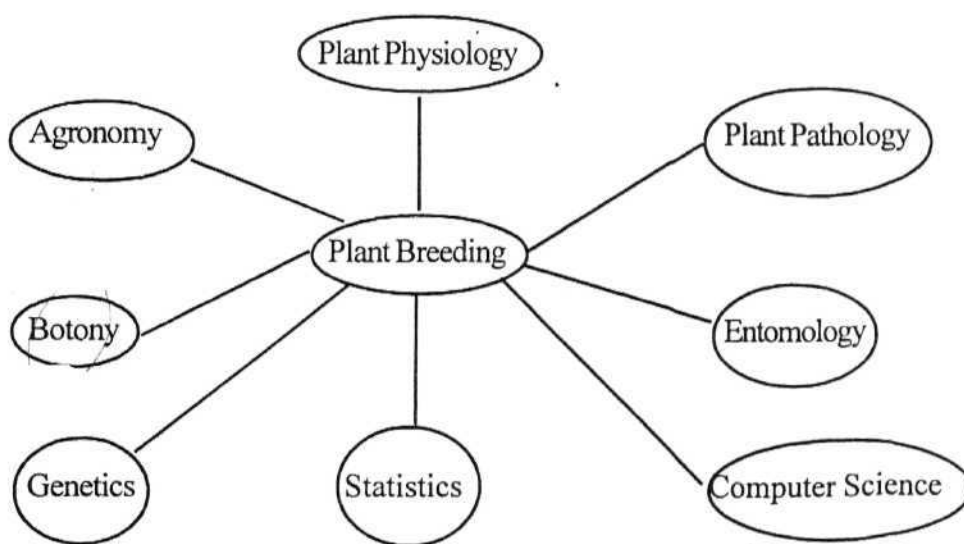 Plant Physiology
Agronomy
Plant Pathology
Plant Breeding
Botony
Entomology
Genetics
Statistics
Computer Science